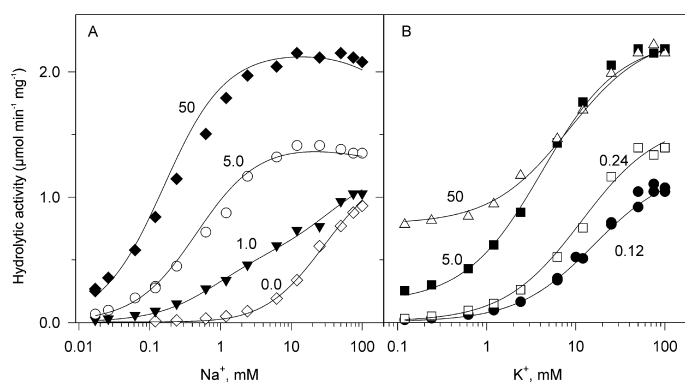 A
B
Hydrolytic activity (μmol min⁻¹ mg⁻¹)
2.0
1.0
0.0
50
5.0
1.0
0.0
50
5.0
0.24
0.12
0.01 0.1 1 10 100
0.1 1 10 100
Na⁺, mM
K⁺, mM